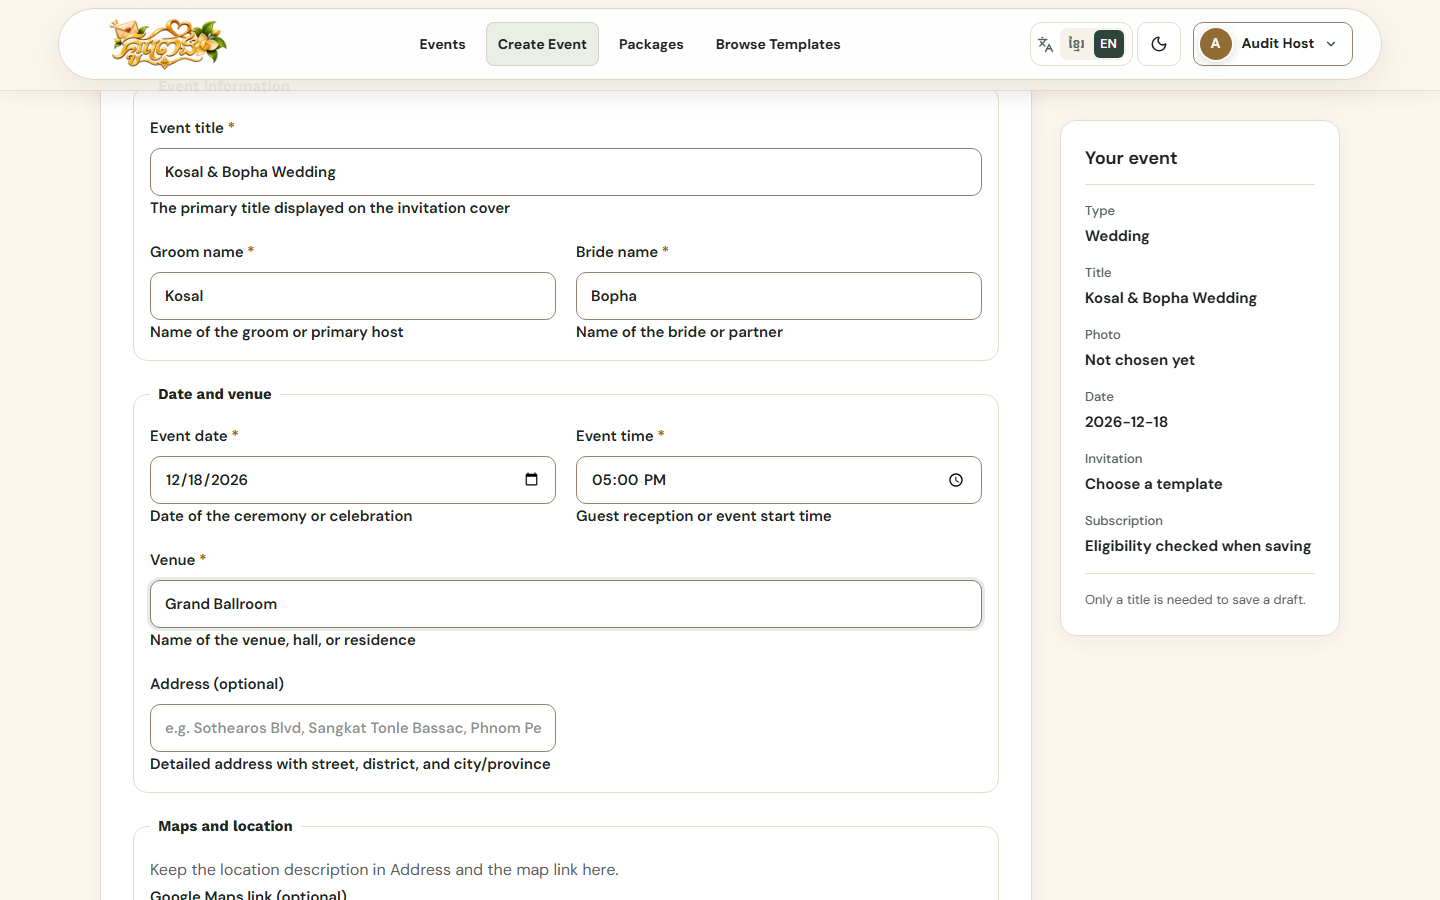 Events
Create Event
Packages
Browse Templates
ខ្មែរ
EN
A
Audit Host
Event information
Event title *
Kosal & Bopha Wedding
The primary title displayed on the invitation cover
Groom name *
Bride name *
Kosal
Bopha
Name of the groom or primary host
Name of the bride or partner
Date and venue
Event date *
Event time *
12/18/2026
05:00 PM
Date of the ceremony or celebration
Guest reception or event start time
Venue *
Grand Ballroom
Name of the venue, hall, or residence
Address (optional)
e.g. Sothearos Blvd, Sangkat Tonle Bassac, Phnom Pe
Detailed address with street, district, and city/province
Maps and location
Keep the location description in Address and the map link here.
Google Maps link (optional)
Your event
Type
Wedding
Title
Kosal & Bopha Wedding
Photo
Not chosen yet
Date
2026-12-18
Invitation
Choose a template
Subscription
Eligibility checked when saving
Only a title is needed to save a draft.